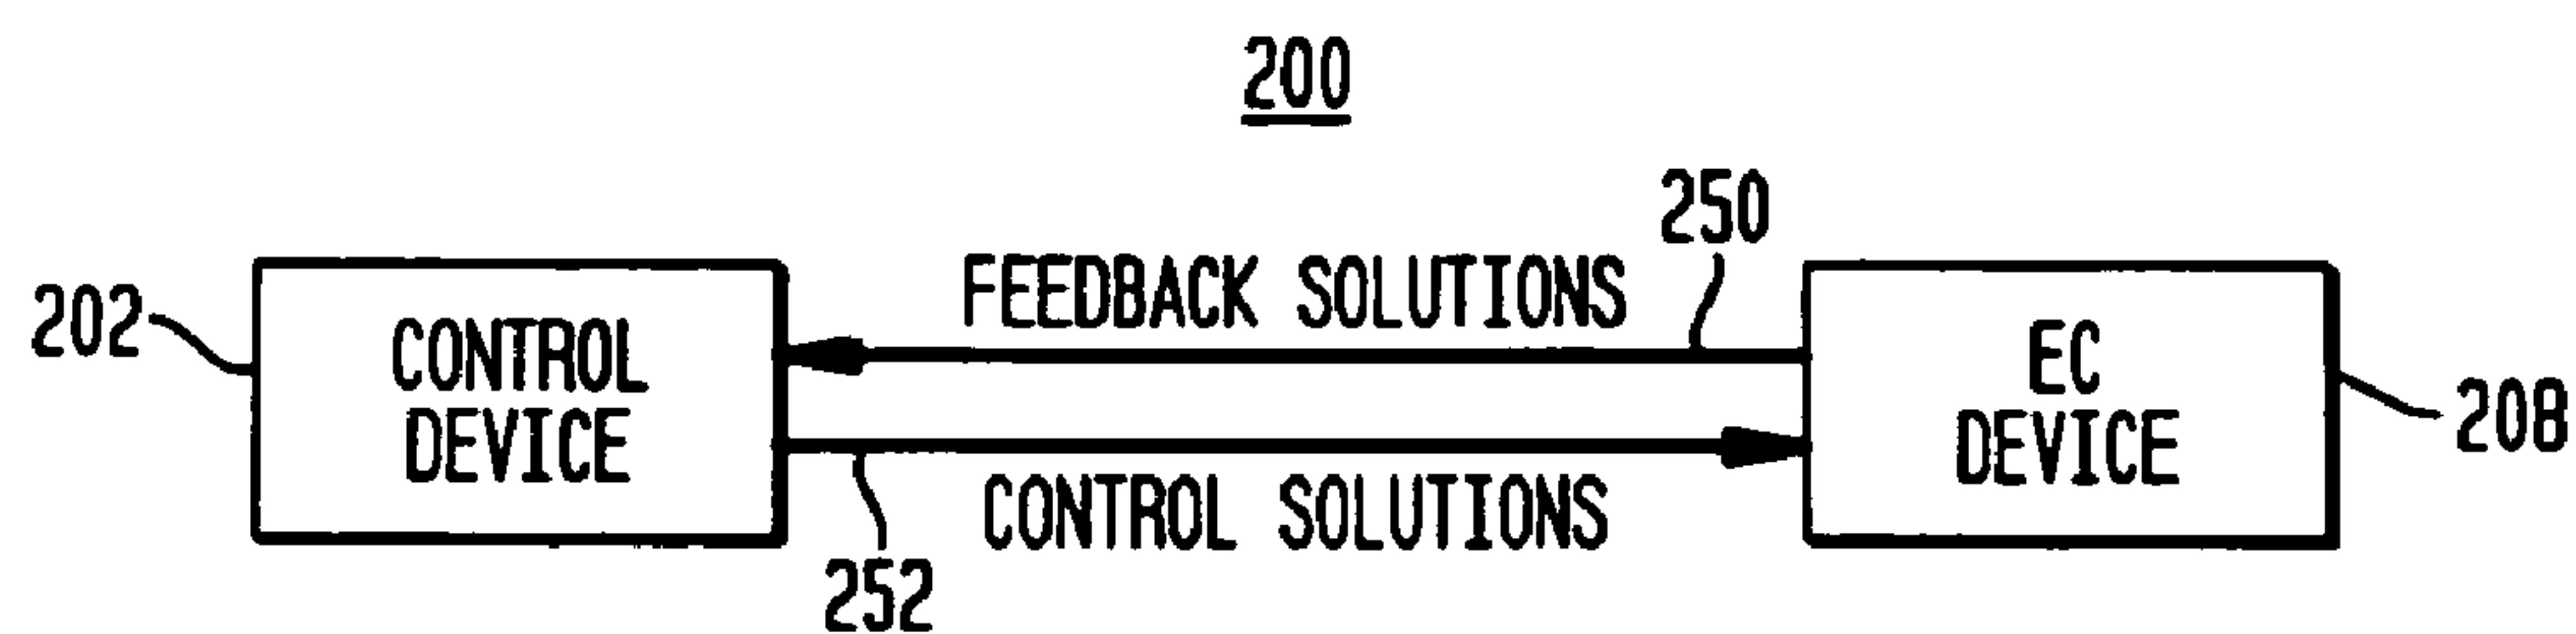 200
250
FEEDBACK SOLUTIONS
202
CONTROL
DEVICE
EC
DEVICE
208
CONTROL SOLUTIONS
252